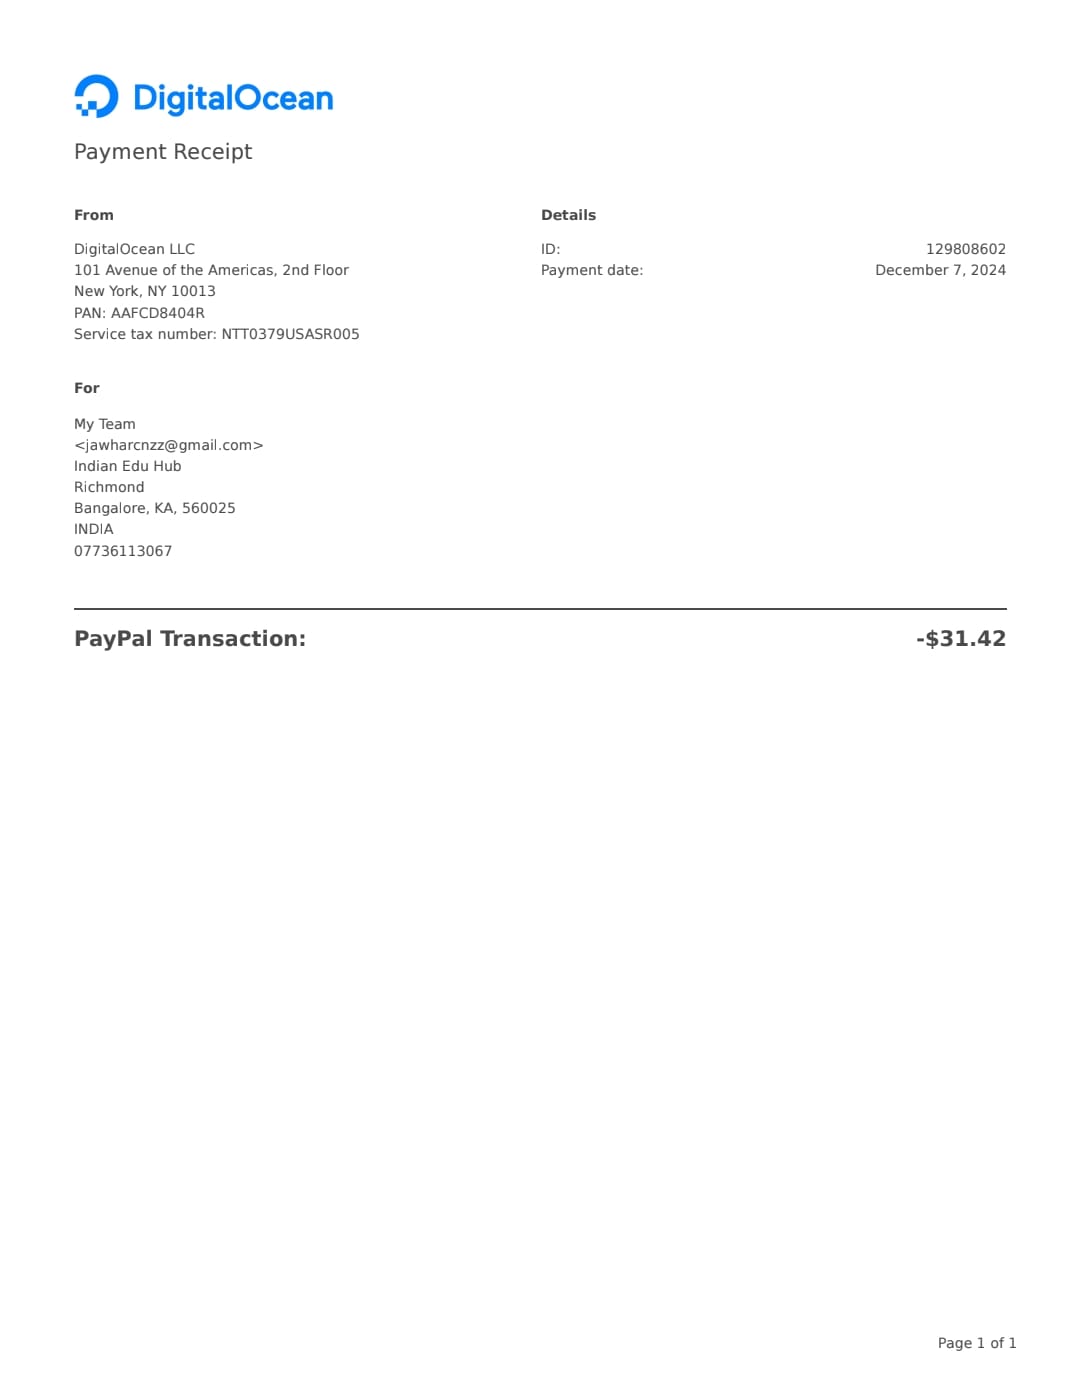 DigitalOcean
Payment Receipt
From
DigitalOcean LLC
101 Avenue of the Americas, 2nd Floor
New York, NY 10013
PAN: AAFCD8404R
Service tax number: NTT0379USASR005
Details
ID: 129808602
Payment date: December 7, 2024
For
My Team
<jawharcnzz@gmail.com>
Indian Edu Hub
Richmond
Bangalore, KA, 560025
INDIA
07736113067
PayPal Transaction: -$31.42
Page 1 of 1